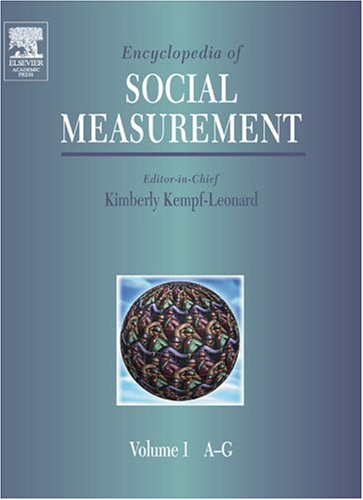 ELSEVIER
ACADEMIC
PRESS
Encyclopedia of
SOCIAL
MEASUREMENT
Editor-in-Chief
Kimberly Kempf-Leonard
Volume 1 A–G